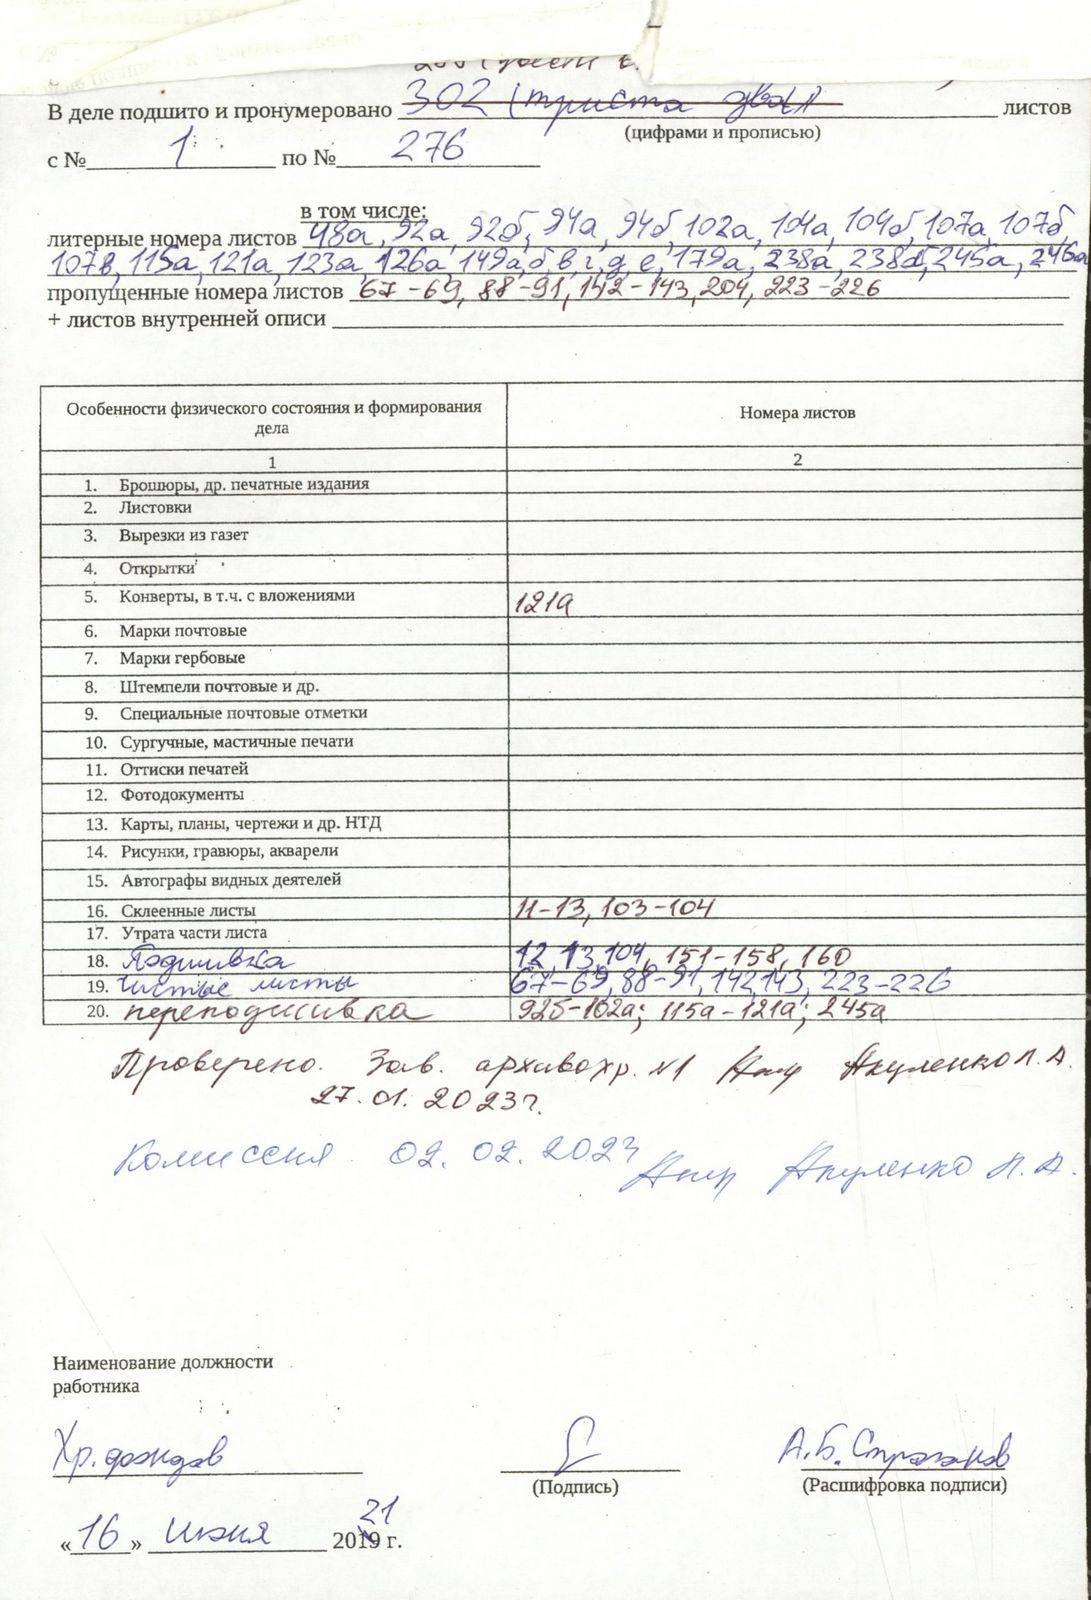 В деле подшито и пронумеровано 302 (триста два) листов
(цифрами и прописью)
с № 1 по № 276
в том числе:
литерные номера листов 48а, 92а, 92б, 94а, 94б, 102а, 104а, 104б, 107а, 107б,
107в, 115а, 121а, 123а, 126а, 149а,б,в,г,д,е, 179а, 238а, 238б, 245а, 246а
пропущенные номера листов 67-69, 88-91, 142-143, 204, 223-226
+ листов внутренней описи
Особенности физического состояния и формирования дела Номера листов
1 2
1. Брошюры, др. печатные издания
2. Листовки
3. Вырезки из газет
4. Открытки
5. Конверты, в т.ч. с вложениями 121а
6. Марки почтовые
7. Марки гербовые
8. Штемпели почтовые и др.
9. Специальные почтовые отметки
10. Сургучные, мастичные печати
11. Оттиски печатей
12. Фотодокументы
13. Карты, планы, чертежи и др. НТД
14. Рисунки, гравюры, акварели
15. Автографы видных деятелей
16. Склеенные листы 11-13, 103-104
17. Утрата части листа
18. Подшивка 12, 13, 104, 151-158, 160
19. Чистые листы 67-69, 88-91, 142, 143, 223-226
20. переподшивка 92б-102а; 115а-121а; 245а
Проверено. Зав. архивохр. №1 Акуленко Л.А.
27.01.2023г.
Комиссия 02.02.2023 Акуленко Л.А.
Наименование должности
работника
Хр. фондов А.Б.
(Подпись) (Расшифровка подписи)
21
«16» июня 2019 г.